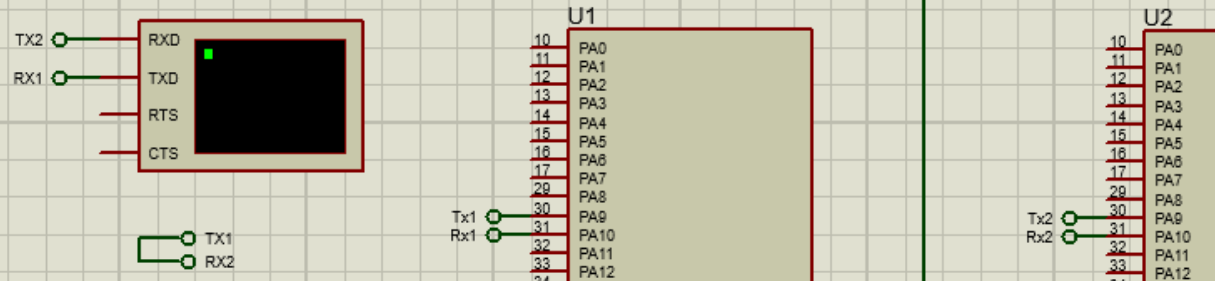 TX2
RXD
RX1
TXD
RTS
CTS
TX1
RX2
U1
10 PA0
11 PA1
12 PA2
13 PA3
14 PA4
15 PA5
16 PA6
17 PA7
29 PA8
Tx1 30 PA9
Rx1 31 PA10
32 PA11
33 PA12
U2
10 PA0
11 PA1
12 PA2
13 PA3
14 PA4
15 PA5
16 PA6
17 PA7
29 PA8
Tx2 30 PA9
Rx2 31 PA10
32 PA11
33 PA12